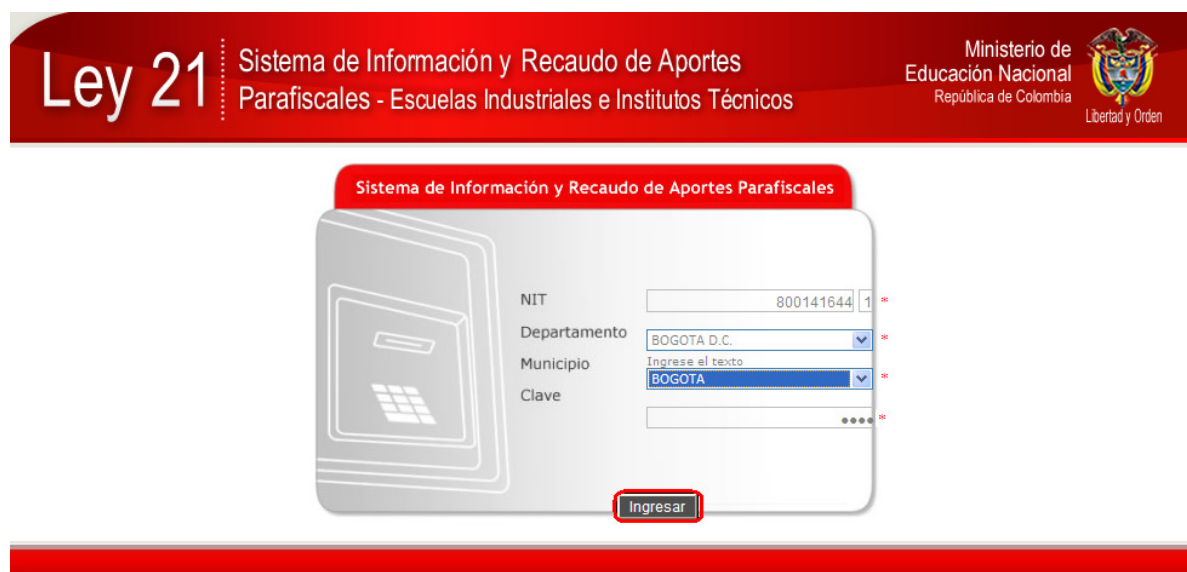 Ley 21
Sistema de Información y Recaudo de Aportes
Parafiscales - Escuelas Industriales e Institutos Técnicos
Ministerio de
Educación Nacional
República de Colombia
Libertad y Orden
Sistema de Información y Recaudo de Aportes Parafiscales
NIT 800141644 1 *
Departamento BOGOTA D.C. *
Municipio Ingrese el texto
BOGOTA *
Clave •••• *
Ingresar